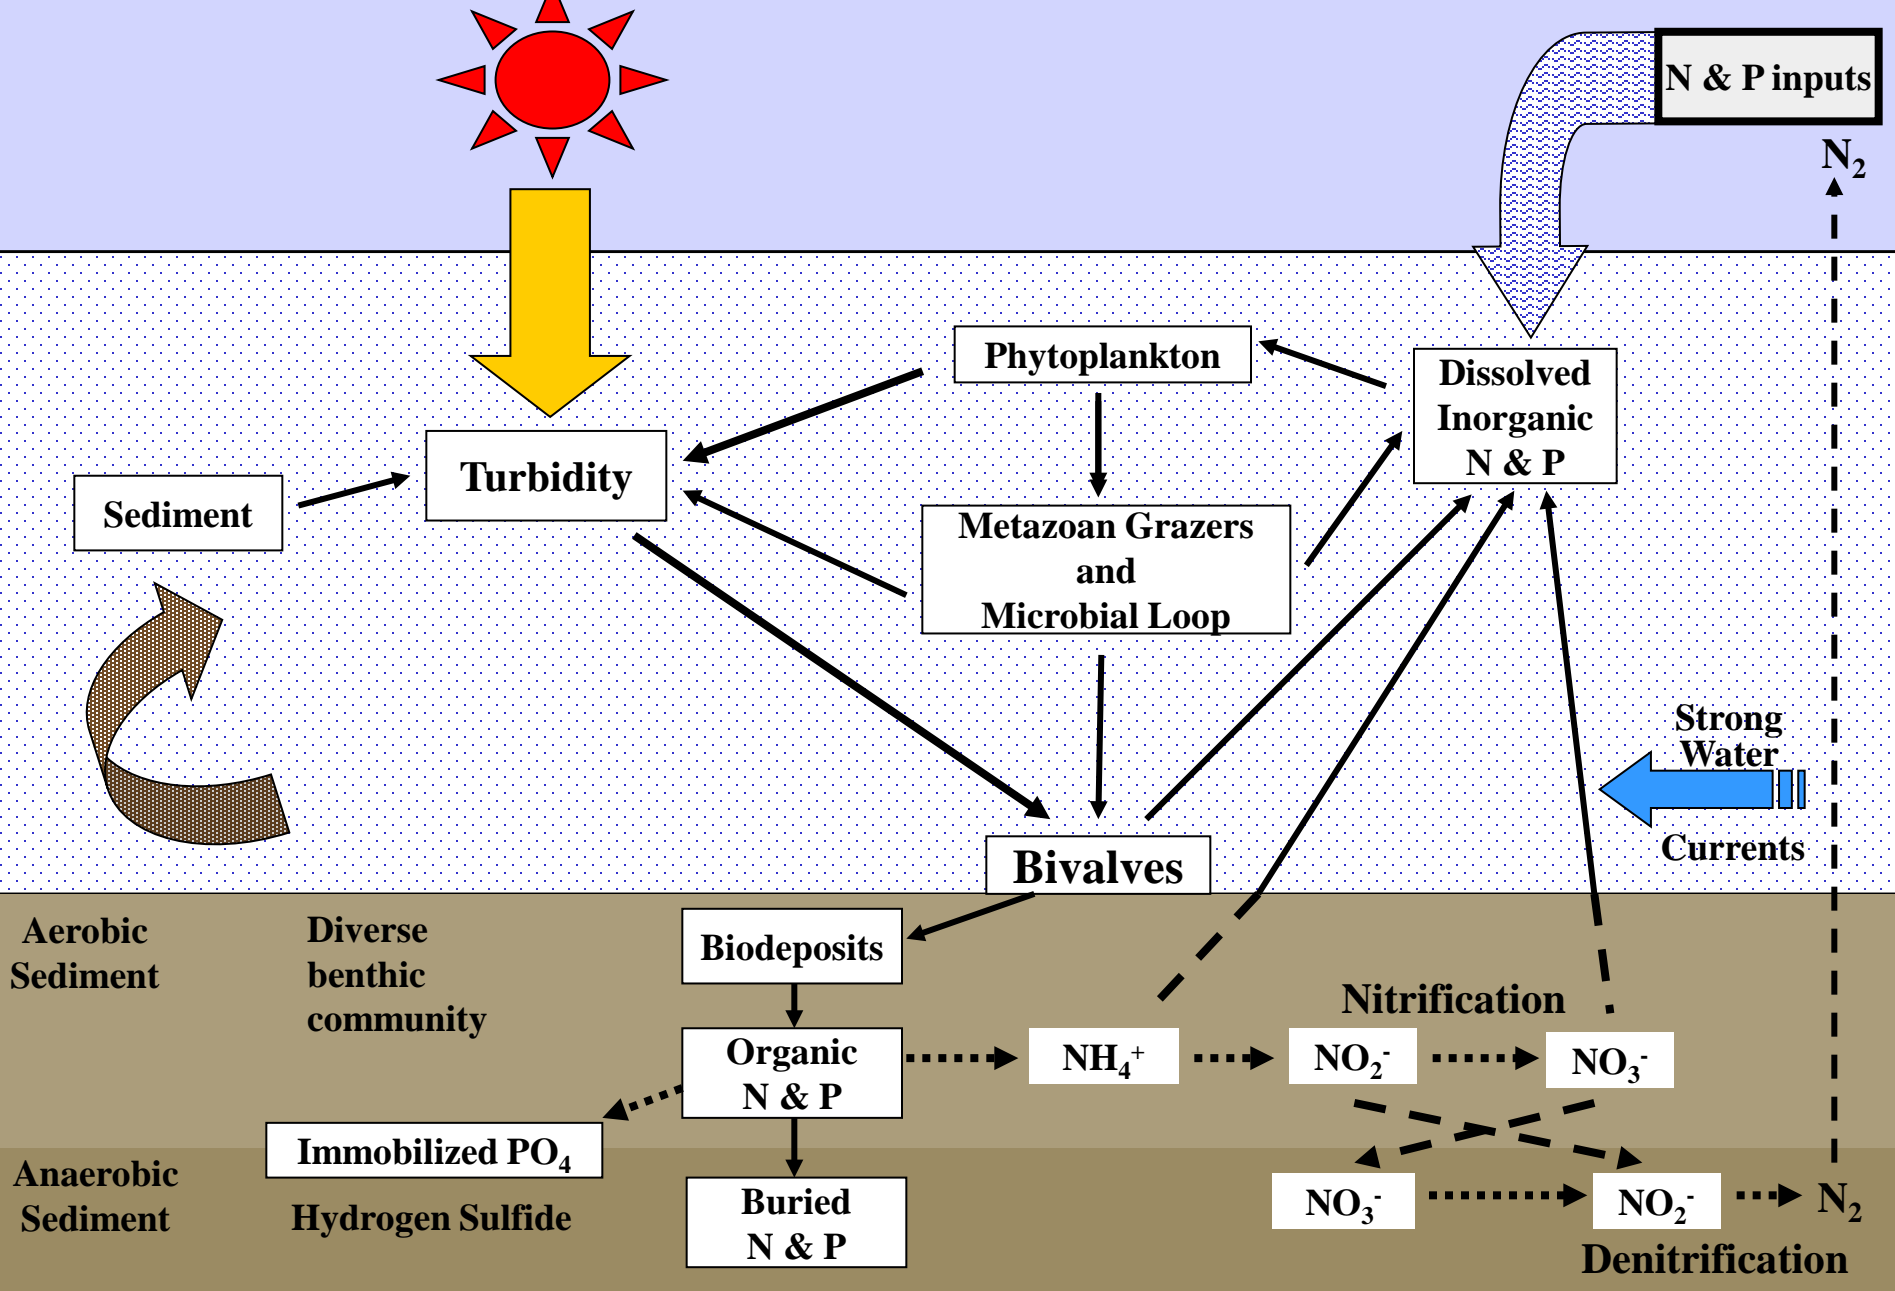 N & P inputs
N₂
Phytoplankton
Dissolved
Inorganic
N & P
Turbidity
Sediment
Metazoan Grazers
and
Microbial Loop
Strong
Water
Currents
Bivalves
Aerobic
Sediment
Diverse
benthic
community
Biodeposits
Nitrification
Organic
N & P
NH₄⁺
NO₂⁻
NO₃⁻
Immobilized PO₄
Anaerobic
Sediment
Hydrogen Sulfide
Buried
N & P
NO₃⁻
NO₂⁻
N₂
Denitrification